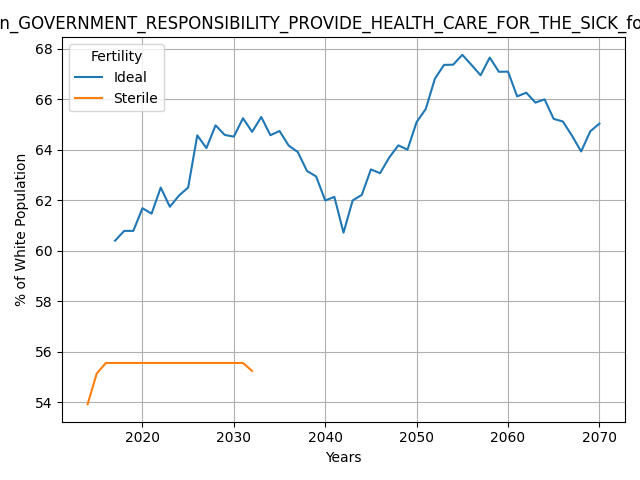 n_GOVERNMENT_RESPONSIBILITY_PROVIDE_HEALTH_CARE_FOR_THE_SICK_fo
Fertility
Ideal
Sterile
% of White Population
68
66
64
62
60
58
56
54
2020 2030 2040 2050 2060 2070
Years